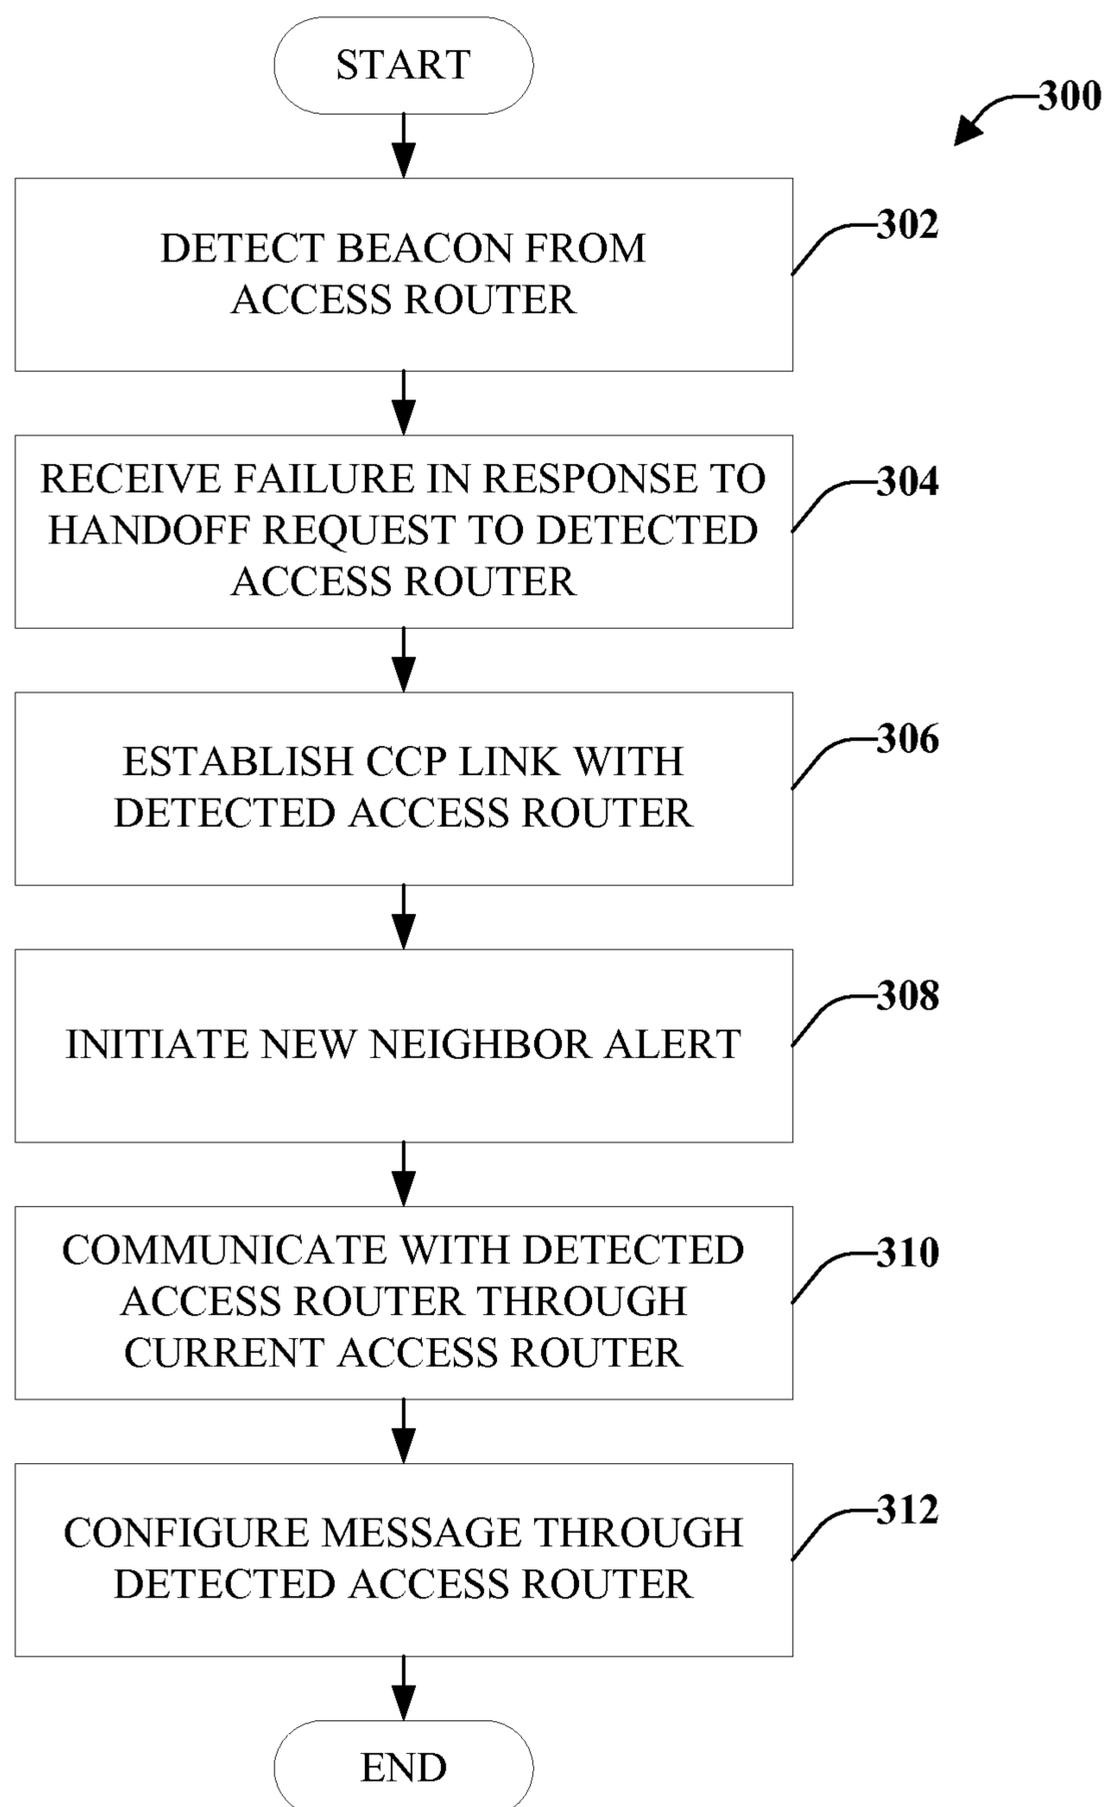 START
300
302
DETECT BEACON FROM
ACCESS ROUTER
304
RECEIVE FAILURE IN RESPONSE TO
HANDOFF REQUEST TO DETECTED
ACCESS ROUTER
306
ESTABLISH CCP LINK WITH
DETECTED ACCESS ROUTER
308
INITIATE NEW NEIGHBOR ALERT
310
COMMUNICATE WITH DETECTED
ACCESS ROUTER THROUGH
CURRENT ACCESS ROUTER
312
CONFIGURE MESSAGE THROUGH
DETECTED ACCESS ROUTER
END